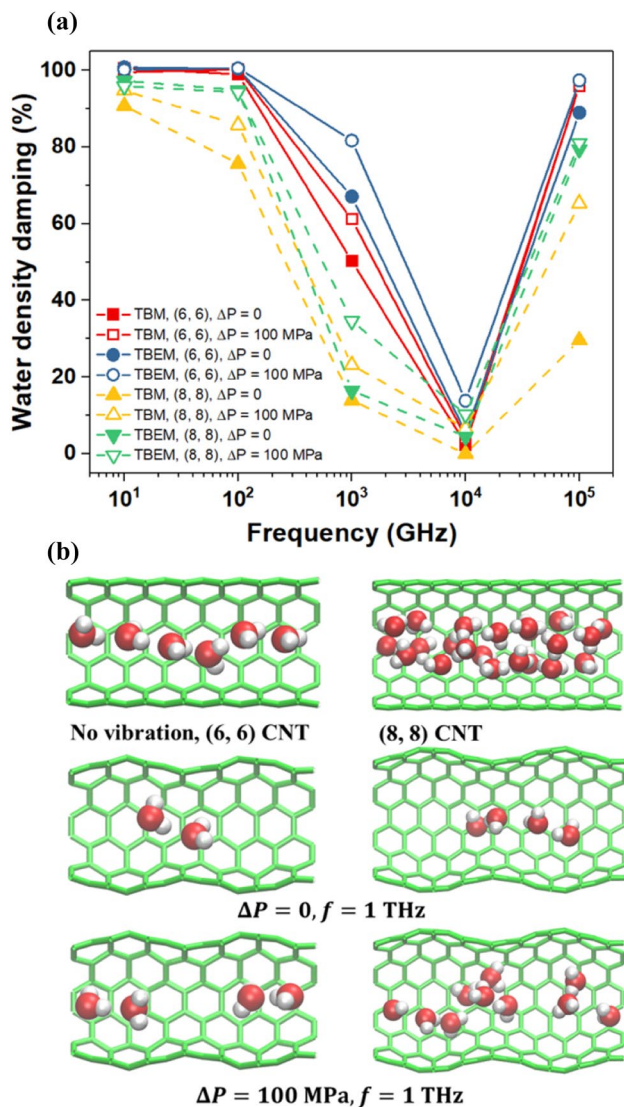 (a)
Water density damping (%)
100
80
60
40
20
0
TBM, (6, 6), ΔP = 0
TBM, (6, 6), ΔP = 100 MPa
TBEM, (6, 6), ΔP = 0
TBEM, (6, 6), ΔP = 100 MPa
TBM, (8, 8), ΔP = 0
TBM, (8, 8), ΔP = 100 MPa
TBEM, (8, 8), ΔP = 0
TBEM, (8, 8), ΔP = 100 MPa
10¹ 10² 10³ 10⁴ 10⁵
Frequency (GHz)
(b)
No vibration, (6, 6) CNT (8, 8) CNT
ΔP = 0, f = 1 THz
ΔP = 100 MPa, f = 1 THz